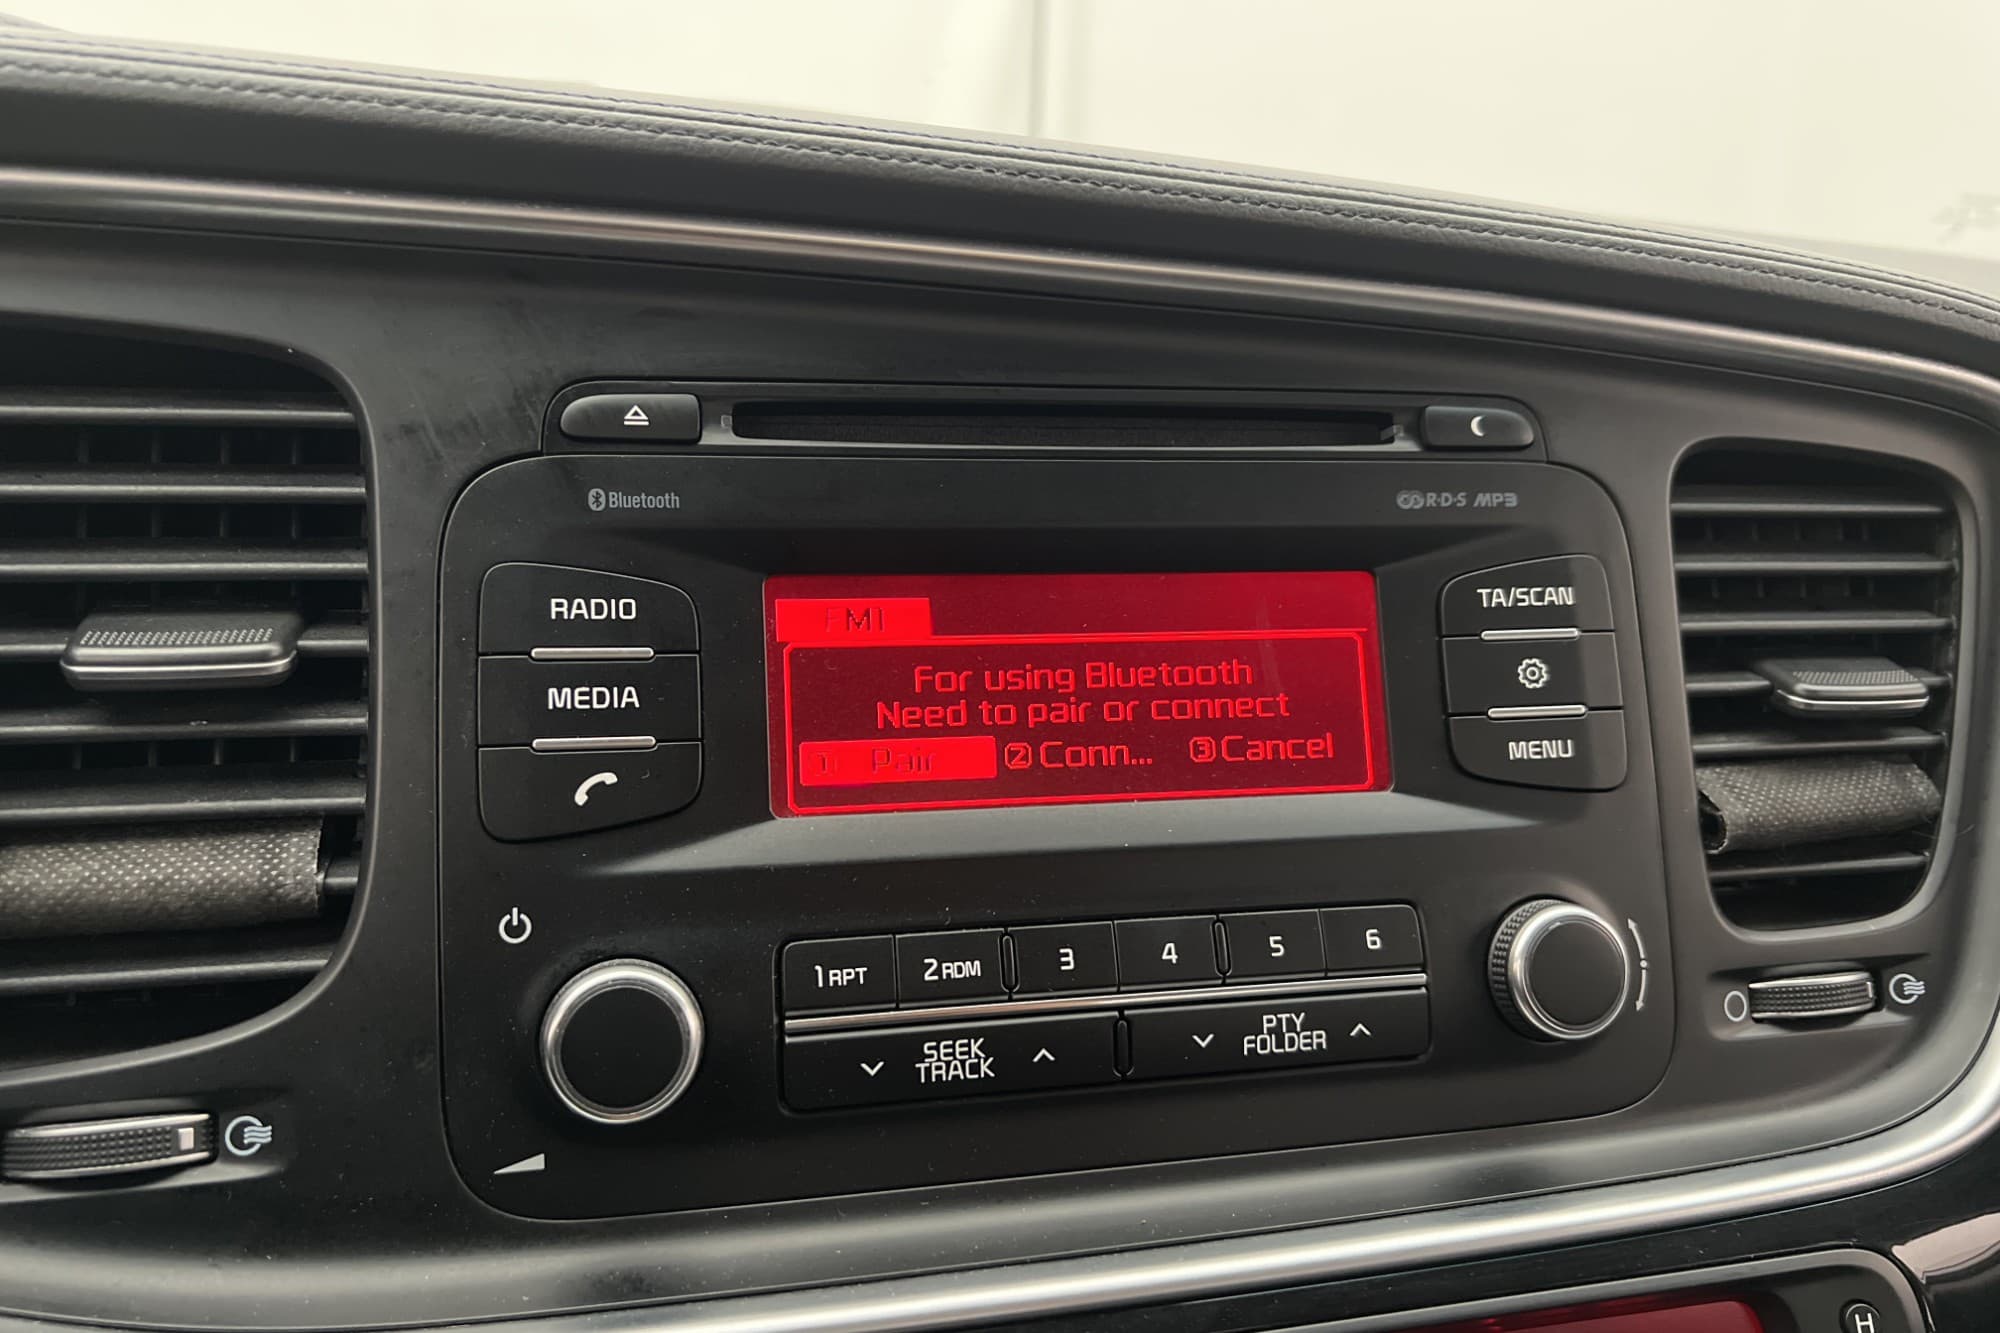 Bluetooth
R·D·S MP3
RADIO
MEDIA
TA/SCAN
MENU
FM1
For using Bluetooth
Need to pair or connect
1 Pair 2 Conn... 3 Cancel
1 RPT 2 RDM 3 4 5 6
SEEK
TRACK
PTY
FOLDER
H